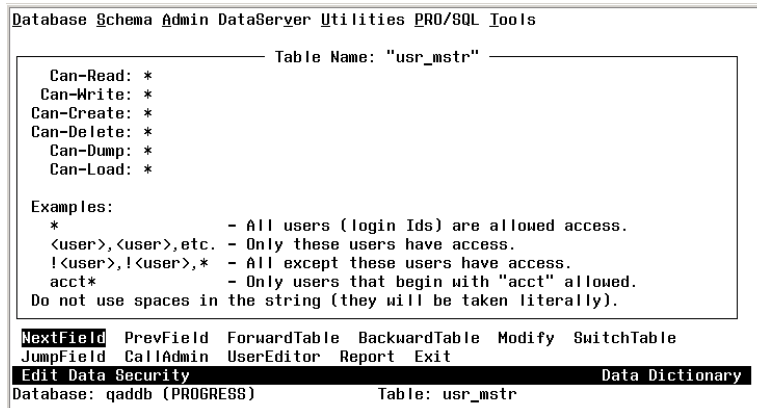 Database Schema Admin DataServer Utilities PRO/SQL Tools
Table Name: "usr_mstr"
Can-Read: *
Can-Write: *
Can-Create: *
Can-Delete: *
Can-Dump: *
Can-Load: *
Examples:
* - All users (login Ids) are allowed access.
<user>,<user>,etc. - Only these users have access.
!<user>,!<user>,* - All except these users have access.
acct* - Only users that begin with "acct" allowed.
Do not use spaces in the string (they will be taken literally).
NextField PrevField ForwardTable BackwardTable Modify SwitchTable
JumpField CallAdmin UserEditor Report Exit
Edit Data Security Data Dictionary
Database: qaddb (PROGRESS) Table: usr_mstr